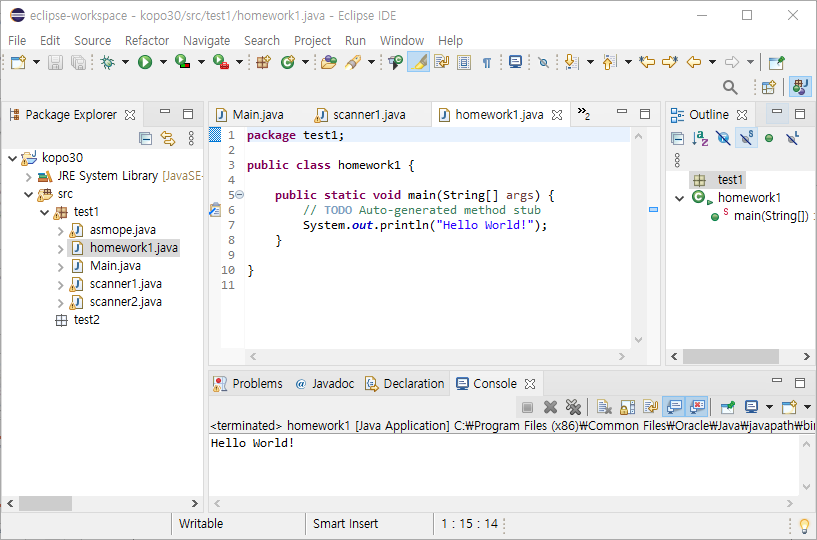 eclipse-workspace - kopo30/src/test1/homework1.java - Eclipse IDE
File Edit Source Refactor Navigate Search Project Run Window Help
Package Explorer
kopo30
JRE System Library [JavaSE-
src
test1
asmope.java
homework1.java
Main.java
scanner1.java
scanner2.java
test2
Main.java scanner1.java homework1.java »2
1 package test1;
2
3 public class homework1 {
4
5 public static void main(String[] args) {
6 // TODO Auto-generated method stub
7 System.out.println("Hello World!");
8 }
9
10 }
11
Outline
test1
homework1
main(String[]) :
Problems @ Javadoc Declaration Console
<terminated> homework1 [Java Application] C:₩Program Files (x86)₩Common Files₩Oracle₩Java₩javapath₩bin
Hello World!
Writable Smart Insert 1 : 15 : 14